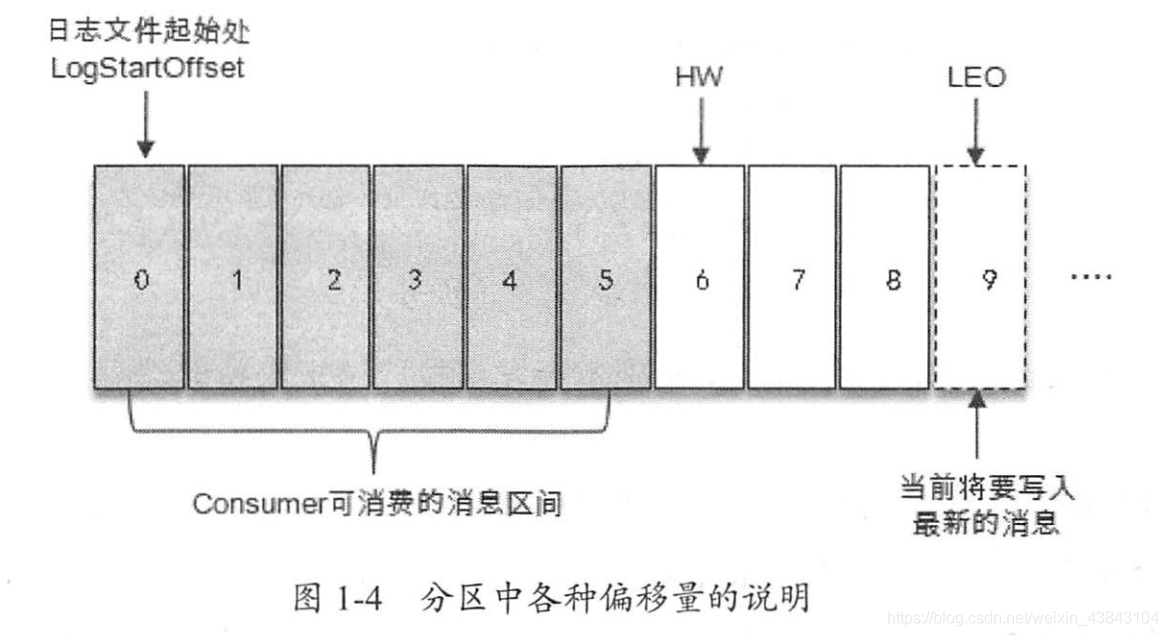 日志文件起始处
LogStartOffset
HW
LEO
0 1 2 3 4 5 6 7 8 9 ....
Consumer可消费的消息区间
当前将要写入
最新的消息
图 1-4 分区中各种偏移量的说明
https://blog.csdn.net/weixin_43843104